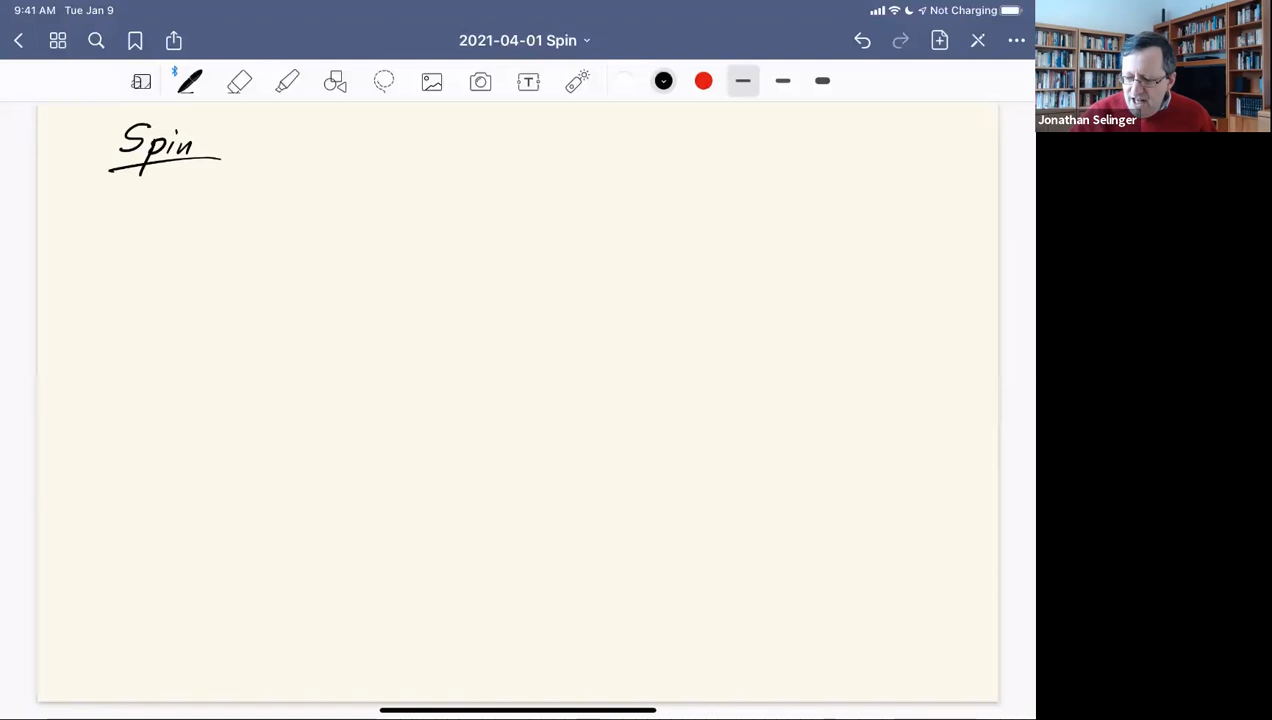 9:41 AM Tue Jan 9
Not Charging
2021-04-01 Spin
T
Jonathan Selinger
Spin